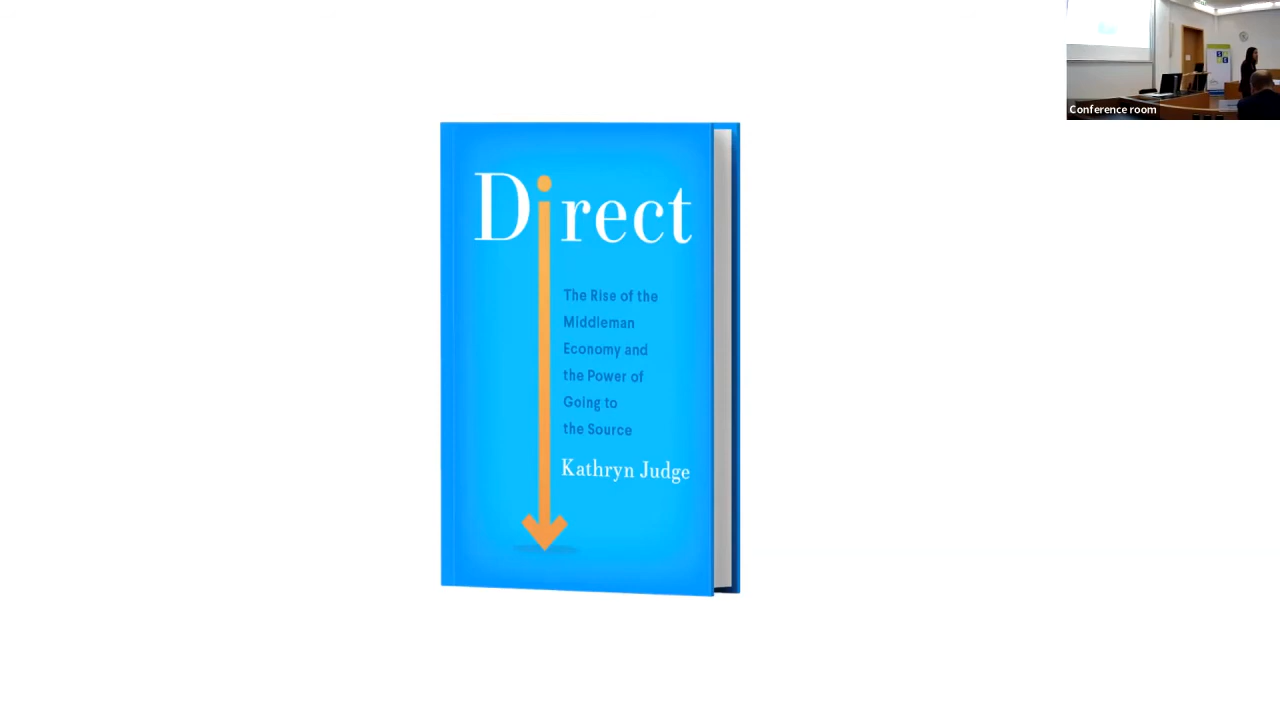 Direct
The Rise of the
Middleman
Economy and
the Power of
Going to
the Source
Kathryn Judge
Conference room